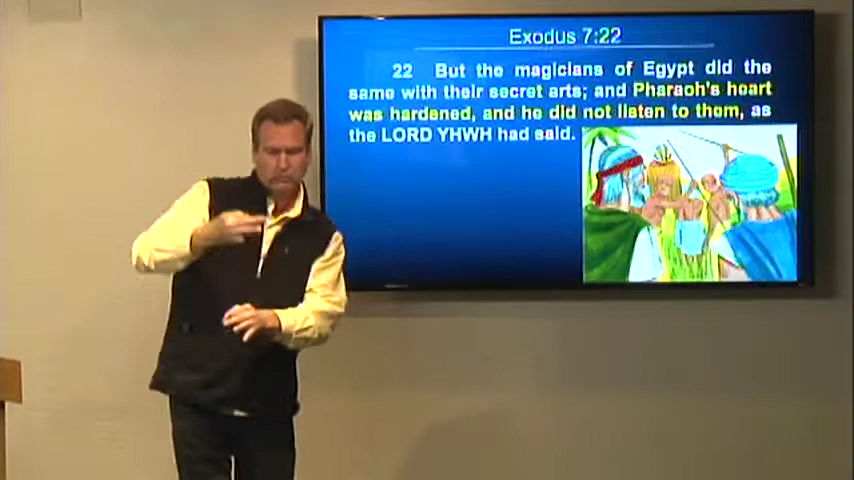 Exodus 7:22
22 But the magicians of Egypt did the
same with their secret arts; and Pharaoh's heart
was hardened, and he did not listen to them, as
the LORD YHWH had said.